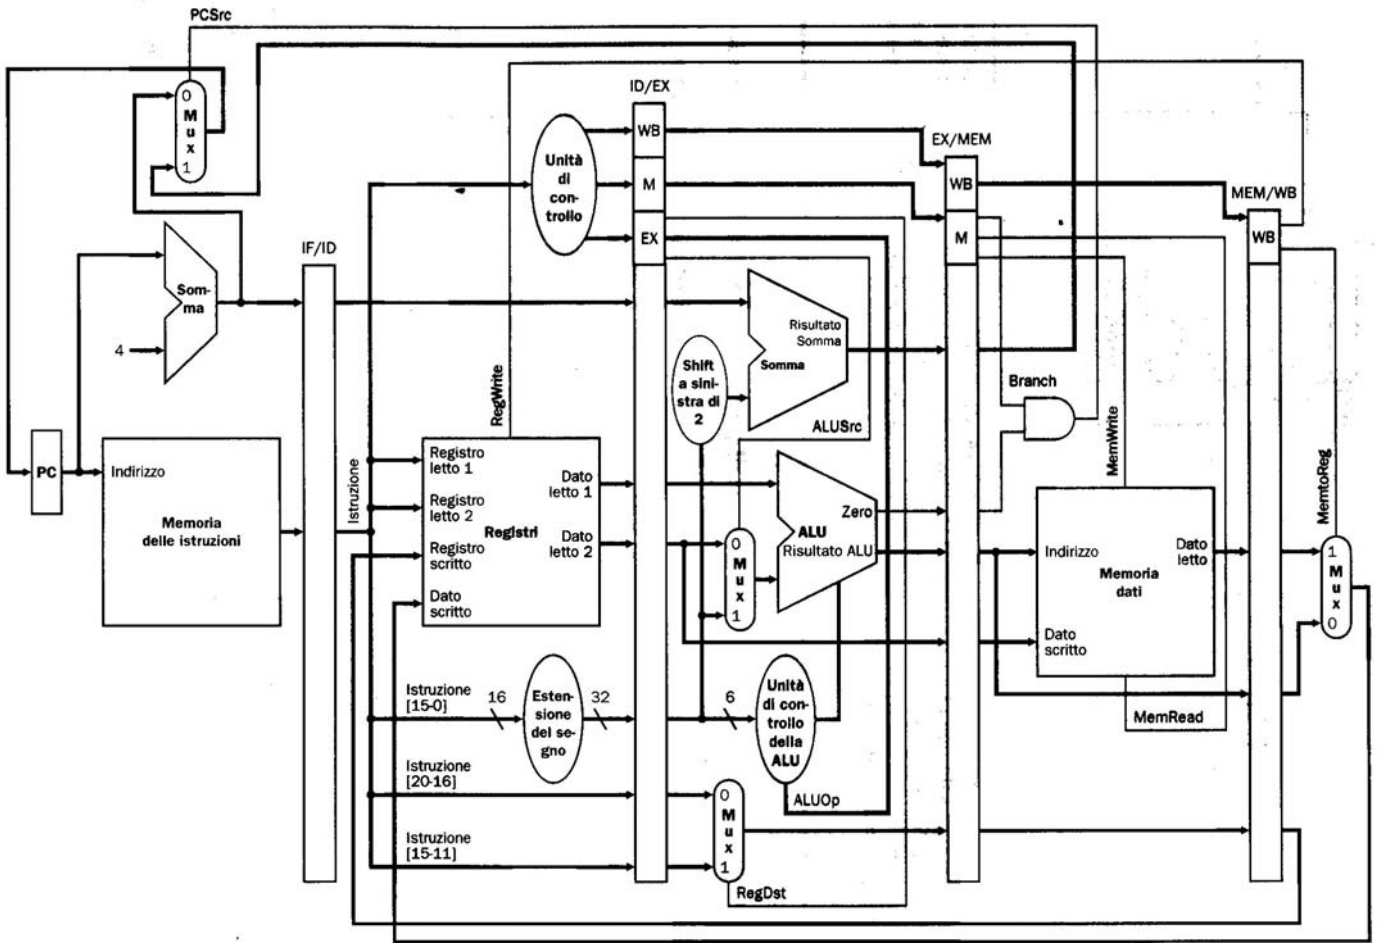 PCSrc
0
M
u
x
1
ID/EX
WB
M
EX
Unità
di
con-
trollo
EX/MEM
WB
M
MEM/WB
WB
IF/ID
Som-
ma
4
PC
Indirizzo
Memoria
delle istruzioni
Istruzione
RegWrite
Registro
letto 1
Registro
letto 2
Registro
scritto
Dato
scritto
Registri
Dato
letto 1
Dato
letto 2
Shift
a sini-
stra di
2
Risultato
Somma
Somma
ALUSrc
0
M
u
x
1
Zero
ALU
Risultato ALU
Branch
MemWrite
Indirizzo
Dato
letto
Memoria
dati
Dato
scritto
MemRead
MemtoReg
1
M
u
x
0
Istruzione
[15-0]
16
Esten-
sione
del se-
gno
32
6
Unità
di con-
trollo
della
ALU
ALUOp
Istruzione
[20-16]
Istruzione
[15-11]
0
M
u
x
1
RegDst